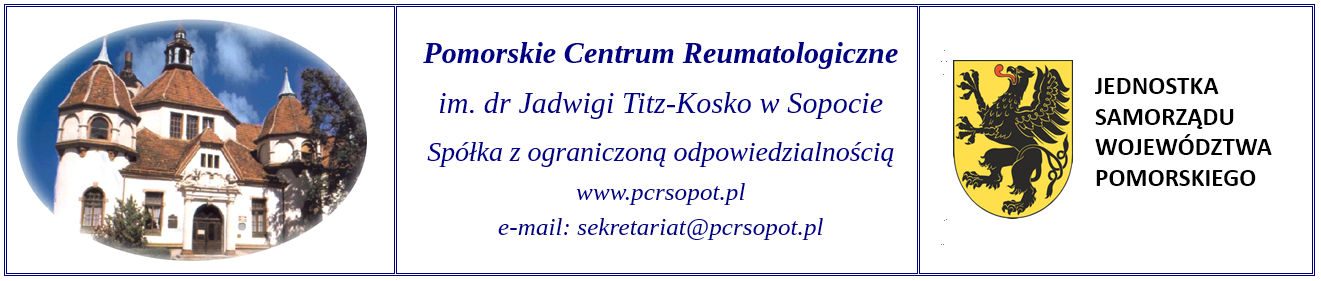 Pomorskie Centrum Reumatologiczne
im. dr Jadwigi Titz-Kosko w Sopocie
Spółka z ograniczoną odpowiedzialnością
www.pcrsopot.pl
e-mail: sekretariat@pcrsopot.pl
JEDNOSTKA
SAMORZĄDU
WOJEWÓDZTWA
POMORSKIEGO